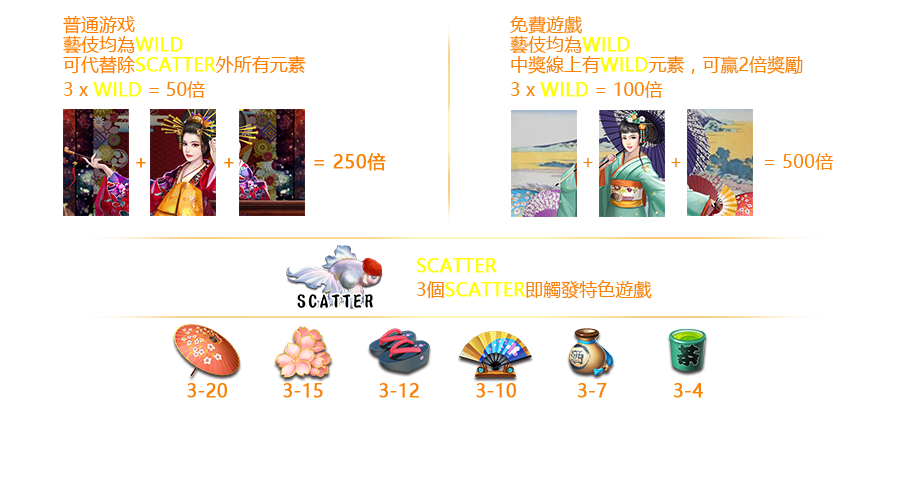 普通游戏
藝伎均為WILD
可代替除SCATTER外所有元素
3 x WILD = 50倍
+ + = 250倍
免費遊戲
藝伎均為WILD
中獎線上有WILD元素，可贏2倍獎勵
3 x WILD = 100倍
+ + = 500倍
SCATTER
SCATTER
3個SCATTER即觸發特色遊戲
酒
3-20 3-15 3-12 3-10 3-7 3-4